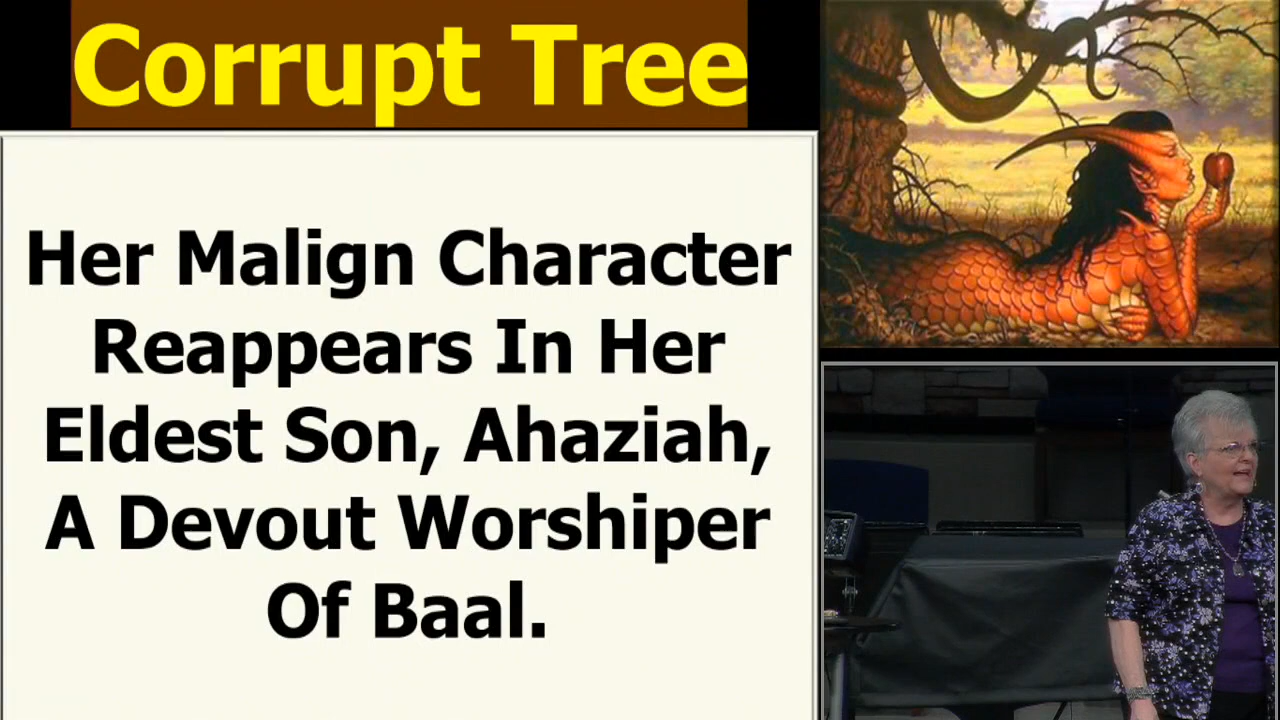 Corrupt Tree
Her Malign Character
Reappears In Her
Eldest Son, Ahaziah,
A Devout Worshiper
Of Baal.